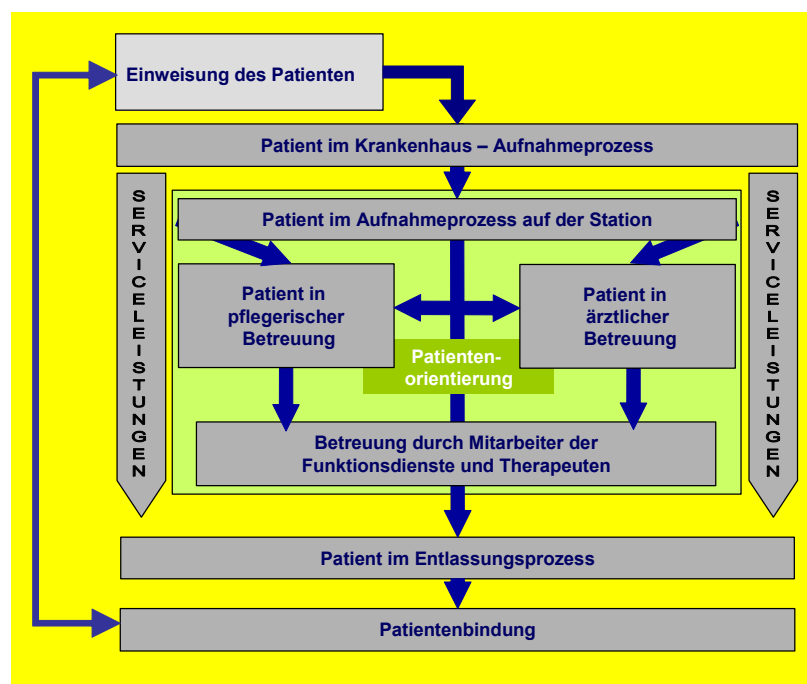 Einweisung des Patienten
Patient im Krankenhaus – Aufnahmeprozess
SERVICELEISTUNGEN
Patient im Aufnahmeprozess auf der Station
SERVICELEISTUNGEN
Patient in
pflegerischer
Betreuung
Patient in
ärztlicher
Betreuung
Patienten-
orientierung
Betreuung durch Mitarbeiter der
Funktionsdienste und Therapeuten
Patient im Entlassungsprozess
Patientenbindung